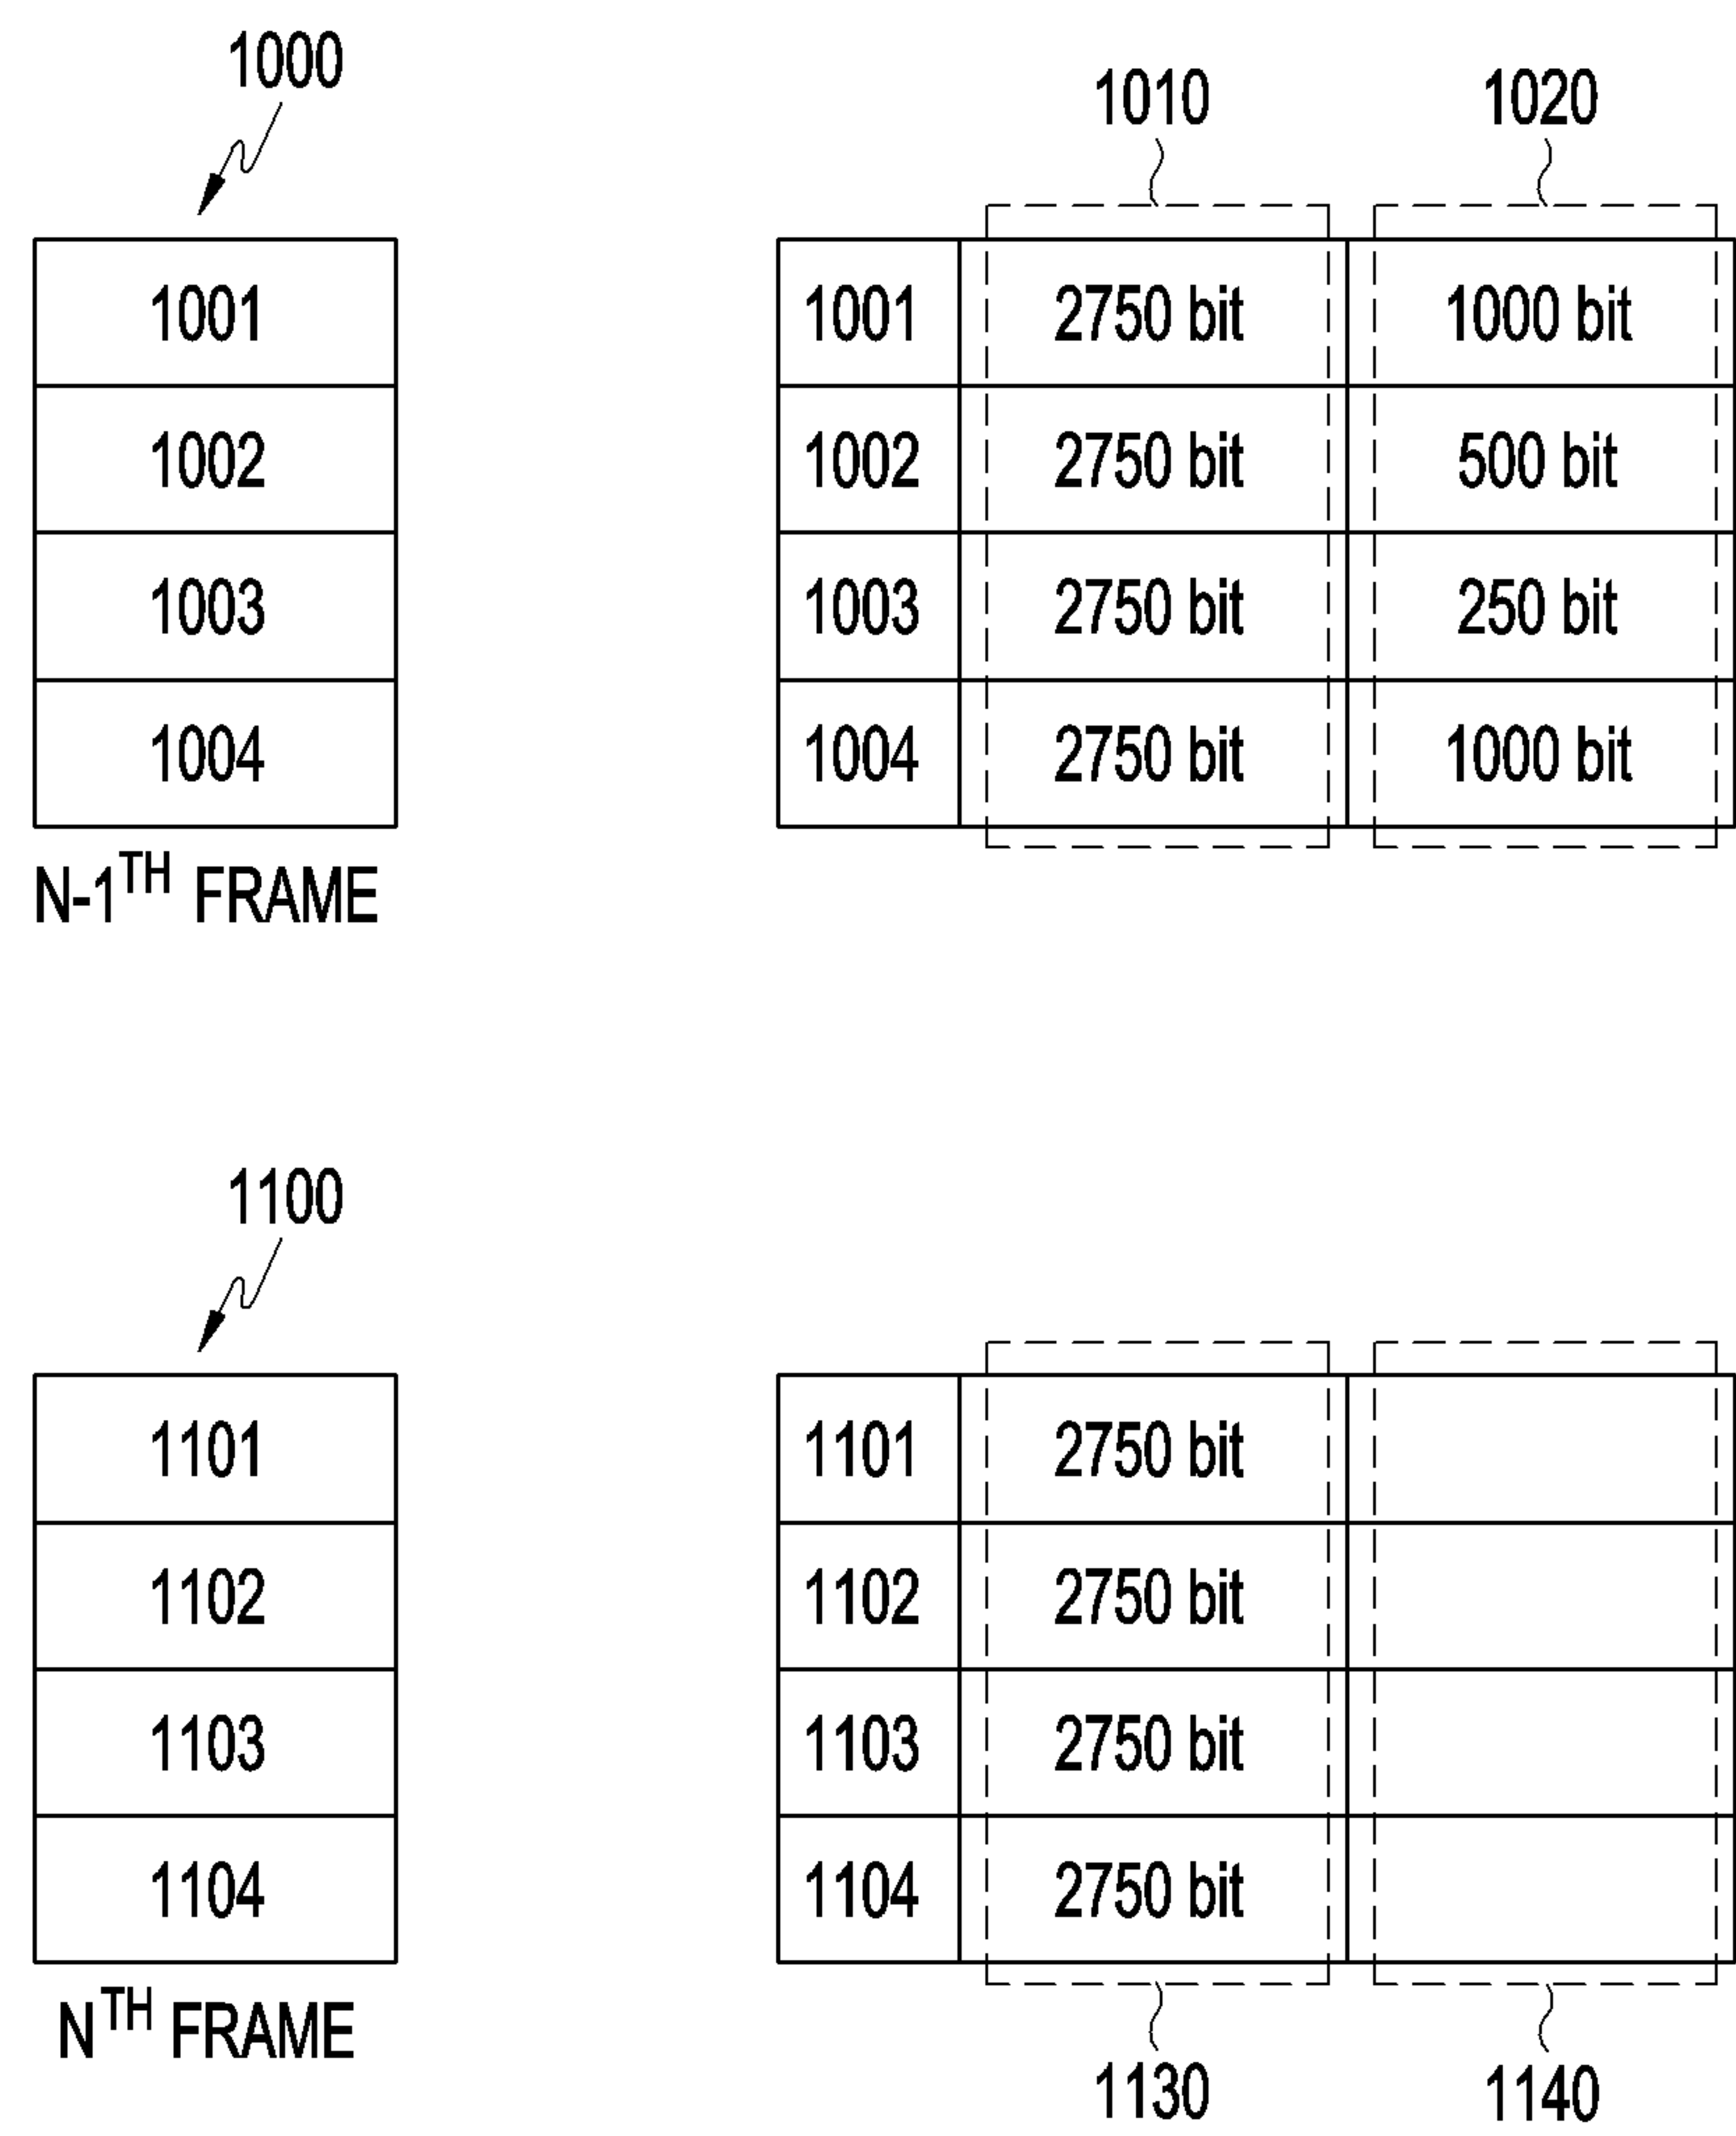 1000
1010 1020
1001
1002
1003
1004
N-1TH FRAME
1001 2750 bit 1000 bit
1002 2750 bit 500 bit
1003 2750 bit 250 bit
1004 2750 bit 1000 bit
1100
1101
1102
1103
1104
NTH FRAME
1101 2750 bit
1102 2750 bit
1103 2750 bit
1104 2750 bit
1130 1140